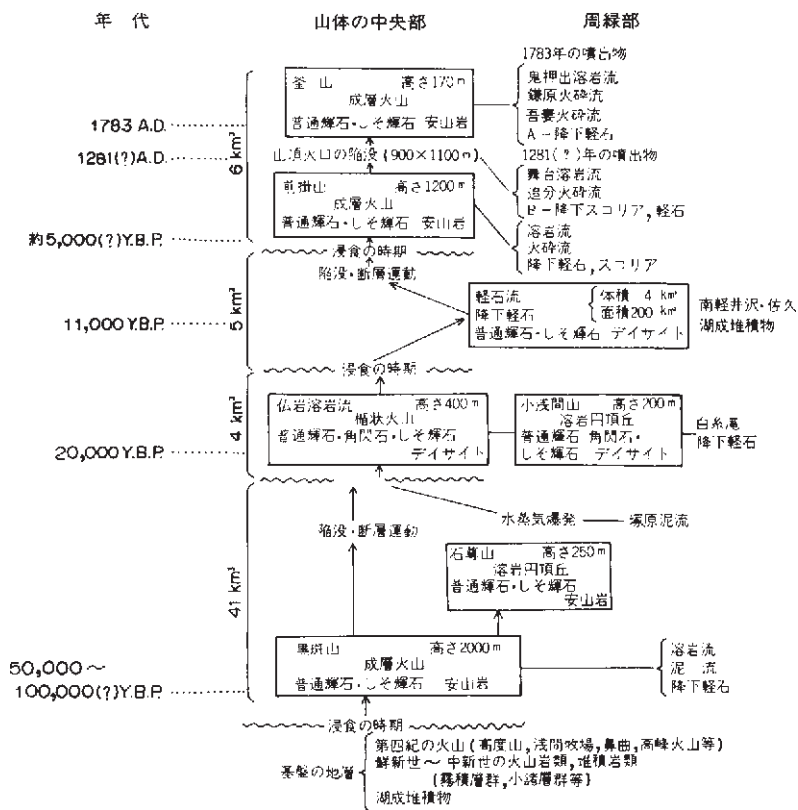 年　代　　山体の中央部　　周縁部
1783年の噴出物
釜　山　高さ170m
成層火山
普通輝石・しそ輝石　安山岩
鬼押出溶岩流
鎌原火砕流
吾妻火砕流
A－降下軽石
1783 A.D.
1281(?)A.D.
6 km³
山頂火口の陥没 (900×1100m)
1281(?)年の噴出物
舞台溶岩流
追分火砕流
B－降下スコリア, 軽石
前掛山　高さ1200m
成層火山
普通輝石・しそ輝石　安山岩
溶岩流
火砕流
降下軽石, スコリア
約5,000(?)Y.B.P.
浸食の時期
陥没・断層運動
5 km³
11,000Y.B.P.
軽石流
降下軽石
体積　4 km³
面積200 km²
普通輝石・しそ輝石　デイサイト
南軽井沢・佐久
湖成堆積物
浸食の時期
4 km³
仏岩溶岩流　高さ400m
楯状火山
普通輝石・角閃石・しそ輝石
デイサイト
小浅間山　高さ200m
溶岩円頂丘
普通輝石　角閃石・
しそ輝石　デイサイト
白糸滝
降下軽石
20,000Y.B.P.
水蒸気爆発　塚原泥流
陥没・断層運動
41 km³
石尊山　高さ250m
溶岩円頂丘
普通輝石・しそ輝石
安山岩
50,000～
100,000(?)Y.B.P.
黒斑山　高さ2000m
成層火山
普通輝石・しそ輝石　安山岩
溶岩流
泥　流
降下軽石
浸食の時期
基盤の地層
第四紀の火山 (高度山, 浅間牧場, 鼻曲, 高峰火山等)
鮮新世～中新世の火山岩類, 堆積岩類
(霧積層群, 小諸層群等)
湖成堆積物